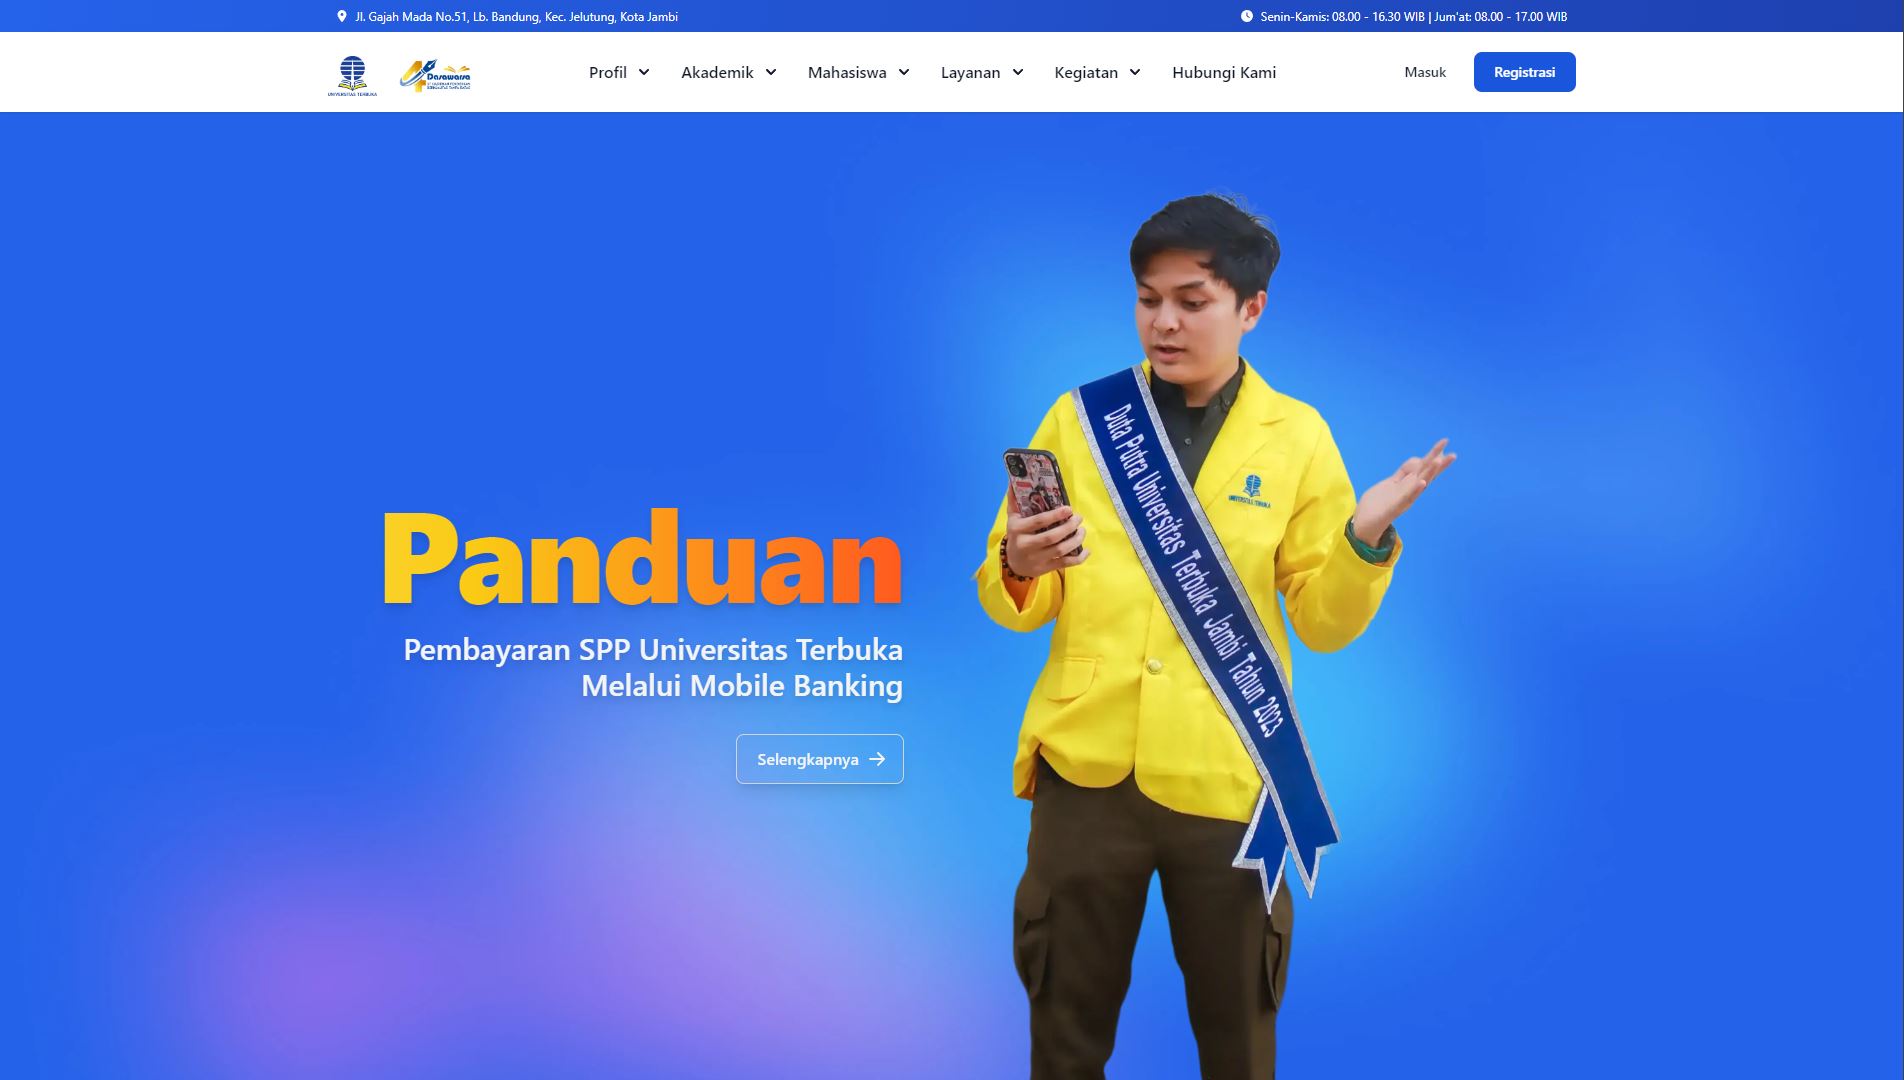 Jl. Gajah Mada No.51, Lb. Bandung, Kec. Jelutung, Kota Jambi
Senin-Kamis: 08.00 - 16.30 WIB | Jum'at: 08.00 - 17.00 WIB
UNIVERSITAS TERBUKA
Dasawarsa
Profil
Akademik
Mahasiswa
Layanan
Kegiatan
Hubungi Kami
Masuk
Registrasi
Panduan
Pembayaran SPP Universitas Terbuka
Melalui Mobile Banking
Selengkapnya
Duta Putra Universitas Terbuka Jambi Tahun 2023
UNIVERSITAS TERBUKA